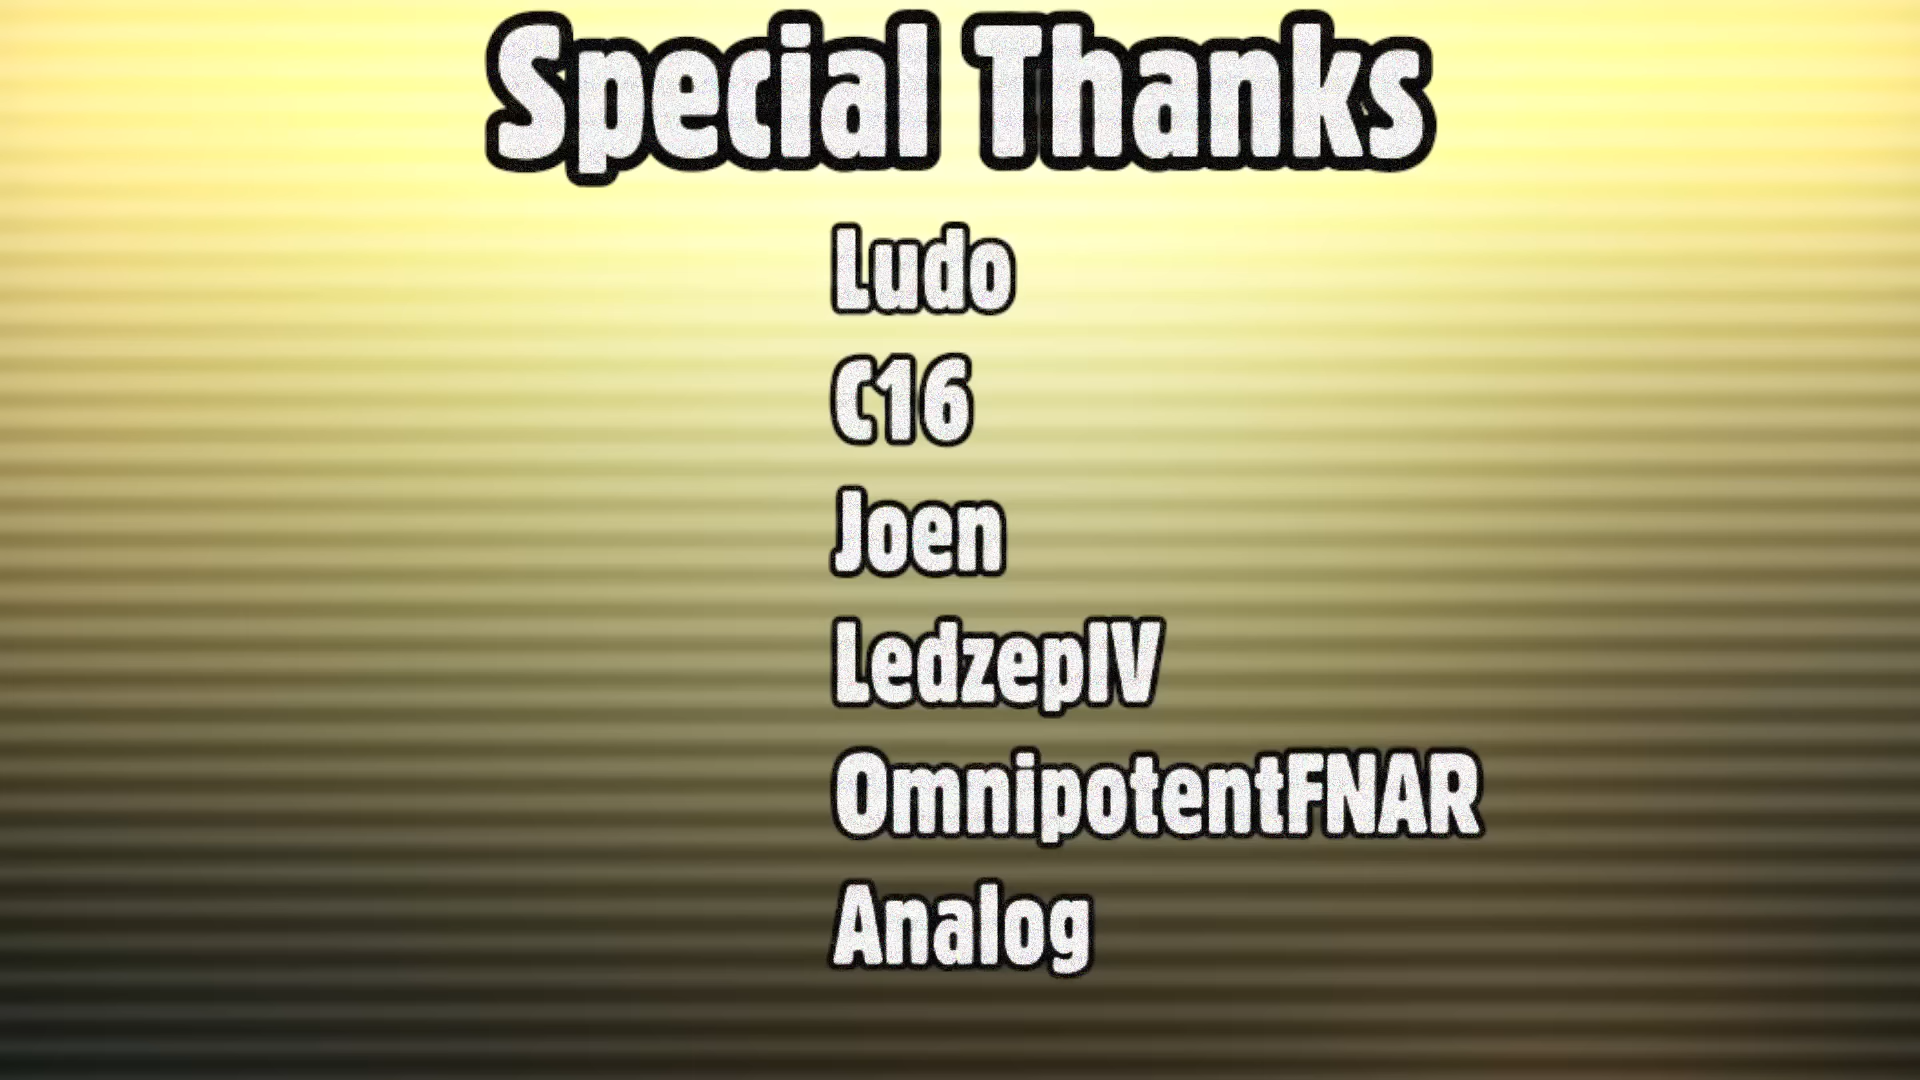 Special Thanks
Ludo
C16
Joen
LedzepIV
OmnipotentFNAR
Analog